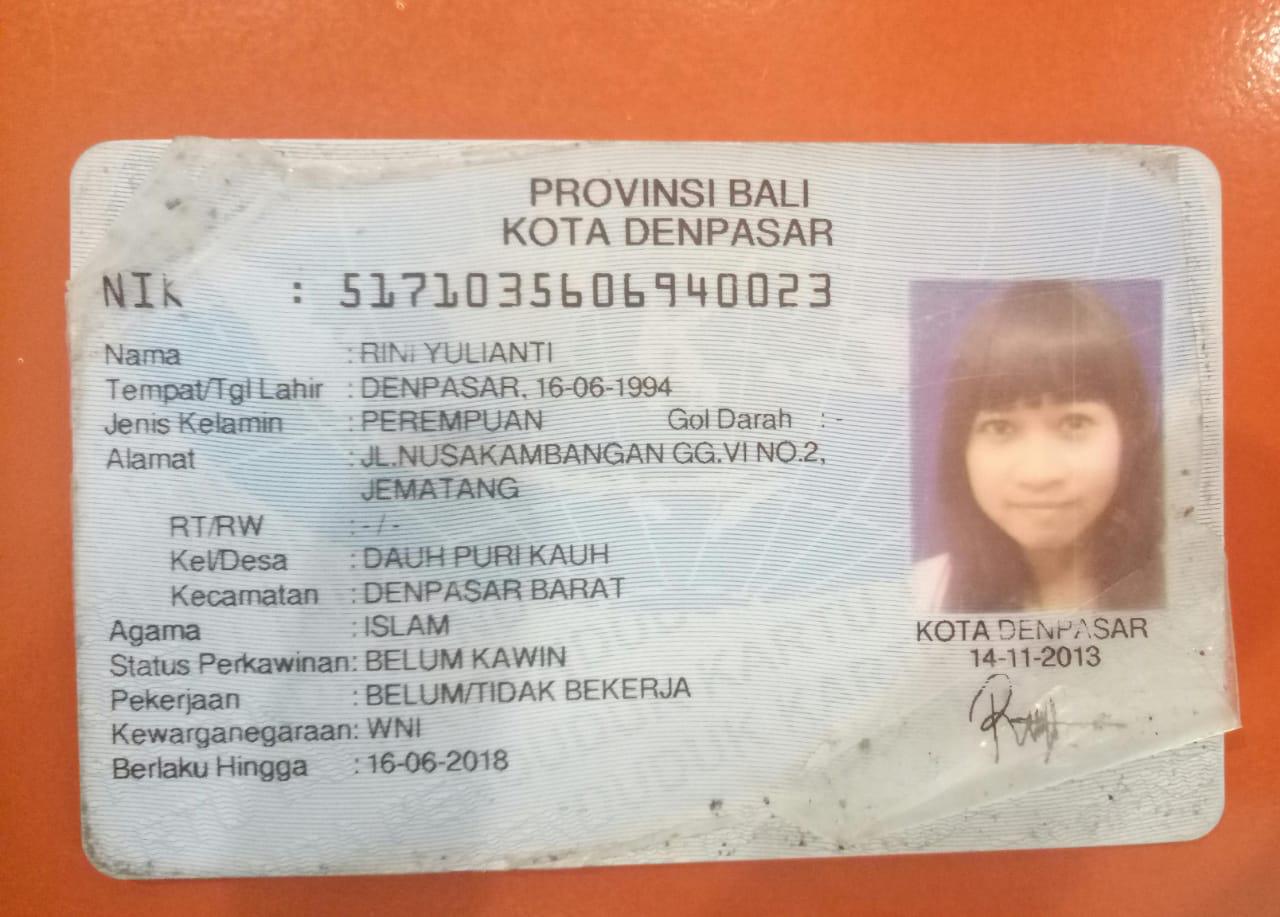 PROVINSI BALI
KOTA DENPASAR
NIK : 5171035606940023
Nama : RINI YULIANTI
Tempat/Tgl Lahir : DENPASAR, 16-06-1994
Jenis Kelamin : PEREMPUAN Gol Darah : -
Alamat : JL.NUSAKAMBANGAN GG.VI NO.2,
JEMATANG
RT/RW : - / -
Kel/Desa : DAUH PURI KAUH
Kecamatan : DENPASAR BARAT
Agama : ISLAM
Status Perkawinan: BELUM KAWIN
Pekerjaan : BELUM/TIDAK BEKERJA
Kewarganegaraan: WNI
Berlaku Hingga : 16-06-2018
KOTA DENPASAR
14-11-2013